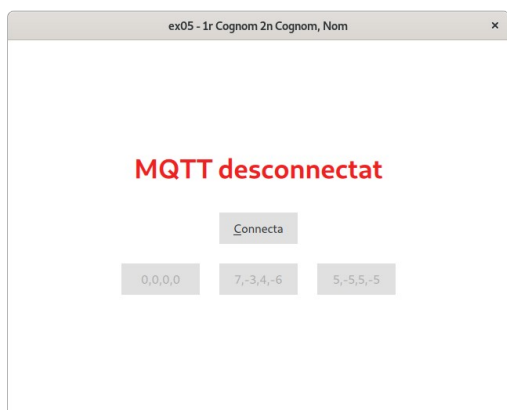 ex05 - 1r Cognom 2n Cognom, Nom ×
MQTT desconnectat
Connecta
0,0,0,0 7,-3,4,-6 5,-5,5,-5